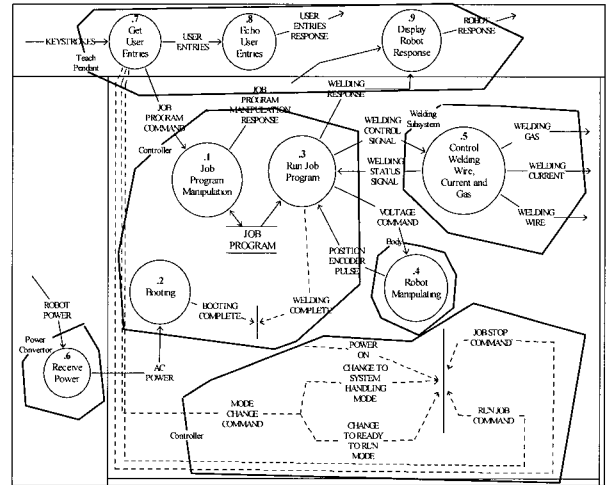 .7
Get
User
Entries
.8
Echo
User
Entries
.9
Display
Robot
Response
KEYSTROKES
Teach
Pendant
USER
ENTRIES
USER
ENTRIES
RESPONSE
ROBOT
RESPONSE
JOB
PROGRAM
COMMAND
JOB
PROGRAM
MANIPULATION
RESPONSE
WELDING
RESPONSE
Controller
.1
Job
Program
Manipulation
.3
Run Job
Program
WELDING
CONTROL
SIGNAL
WELDING
STATUS
SIGNAL
Welding
Subsystem
.5
Control
Welding
Wire,
Current and
Gas
WELDING
GAS
WELDING
CURRENT
WELDING
WIRE
JOB
PROGRAM
VOLTAGE
COMMAND
POSITION
ENCODER
PULSE
Body
.4
Robot
Manipulating
.2
Booting
BOOTING
COMPLETE
WELDING
COMPLETE
ROBOT
POWER
Power
Convertor
.6
Receive
Power
AC
POWER
POWER
ON
CHANGE TO
SYSTEM
HANDLING
MODE
JOB STOP
COMMAND
MODE
CHANGE
COMMAND
RUN JOB
COMMAND
CHANGE
TO READY
TO RUN
MODE
Controller